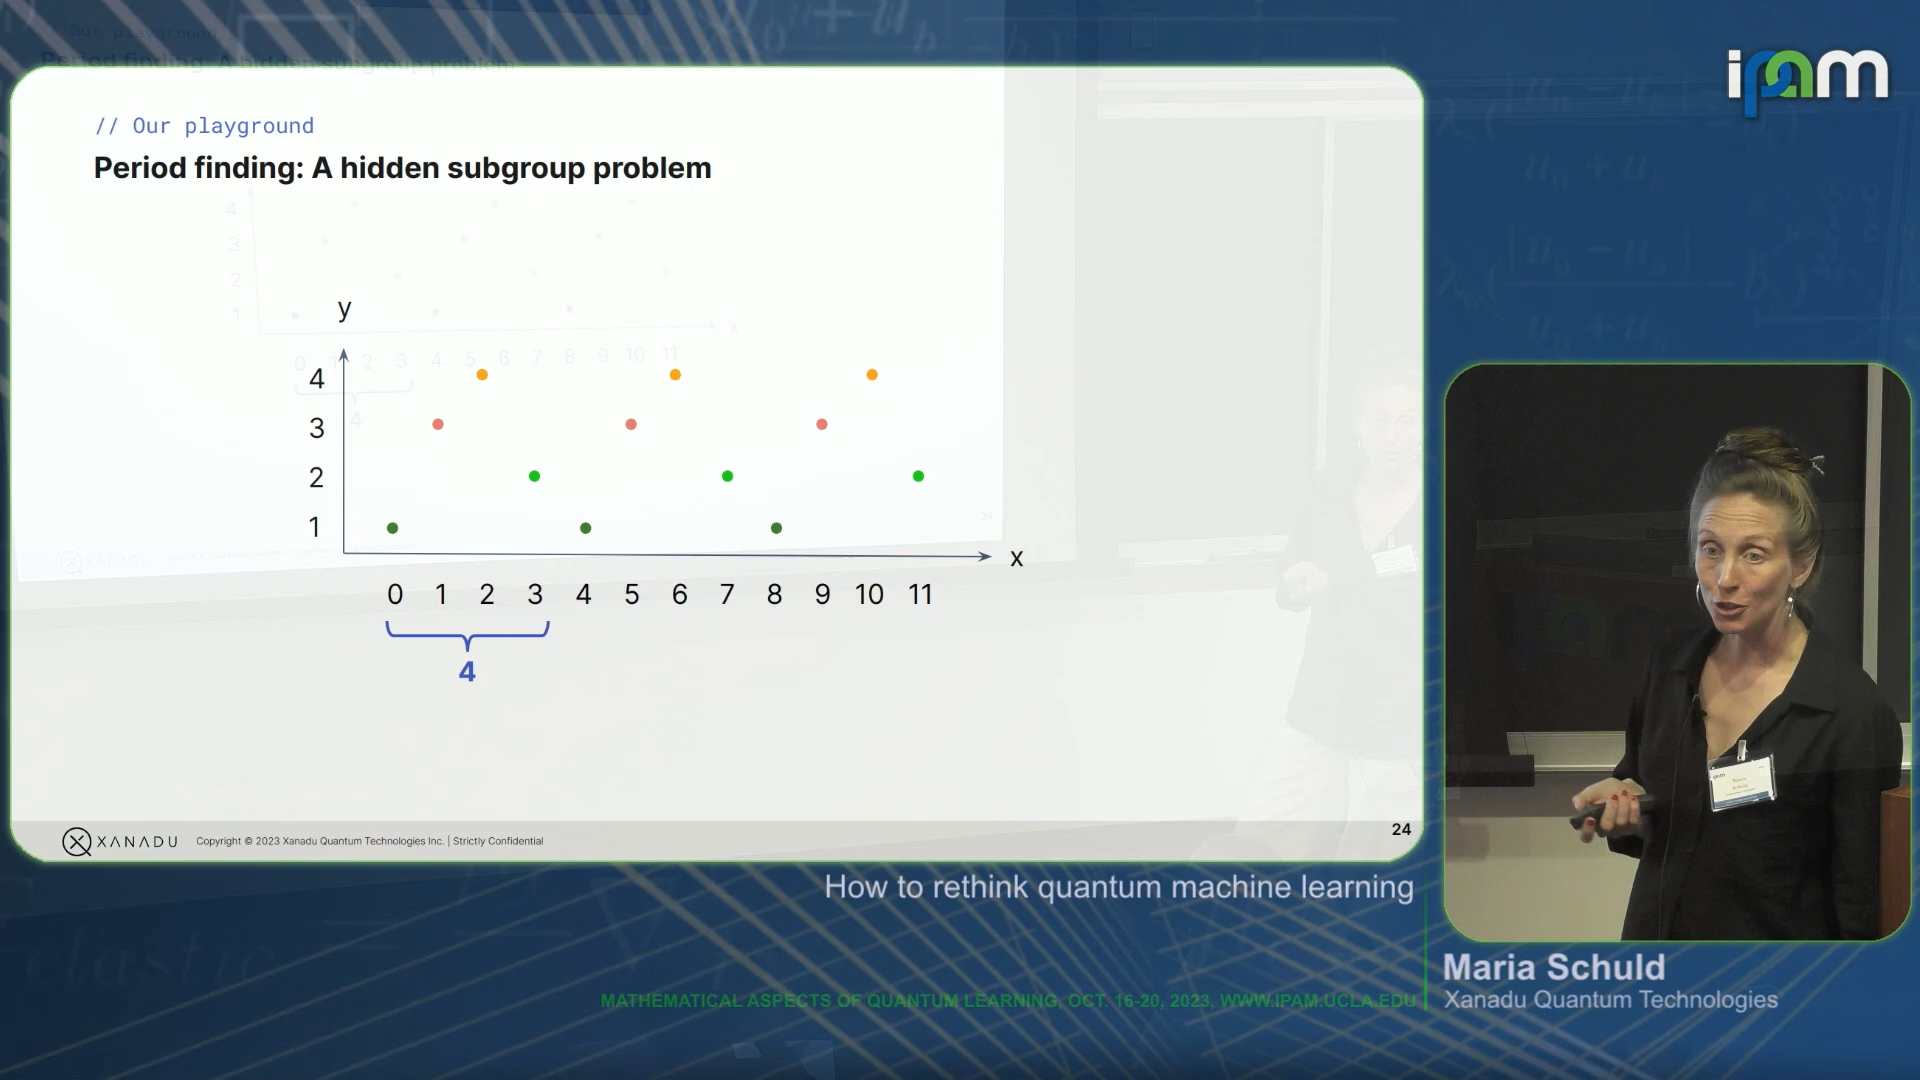 // Our playground
Period finding: A hidden subgroup problem
y
4
3
2
1
x
0 1 2 3 4 5 6 7 8 9 10 11
4
XANADU Copyright © 2023 Xanadu Quantum Technologies Inc. | Strictly Confidential
24
ipam
How to rethink quantum machine learning
Maria Schuld
Xanadu Quantum Technologies
MATHEMATICAL ASPECTS OF QUANTUM LEARNING, OCT. 16-20, 2023, WWW.IPAM.UCLA.EDU